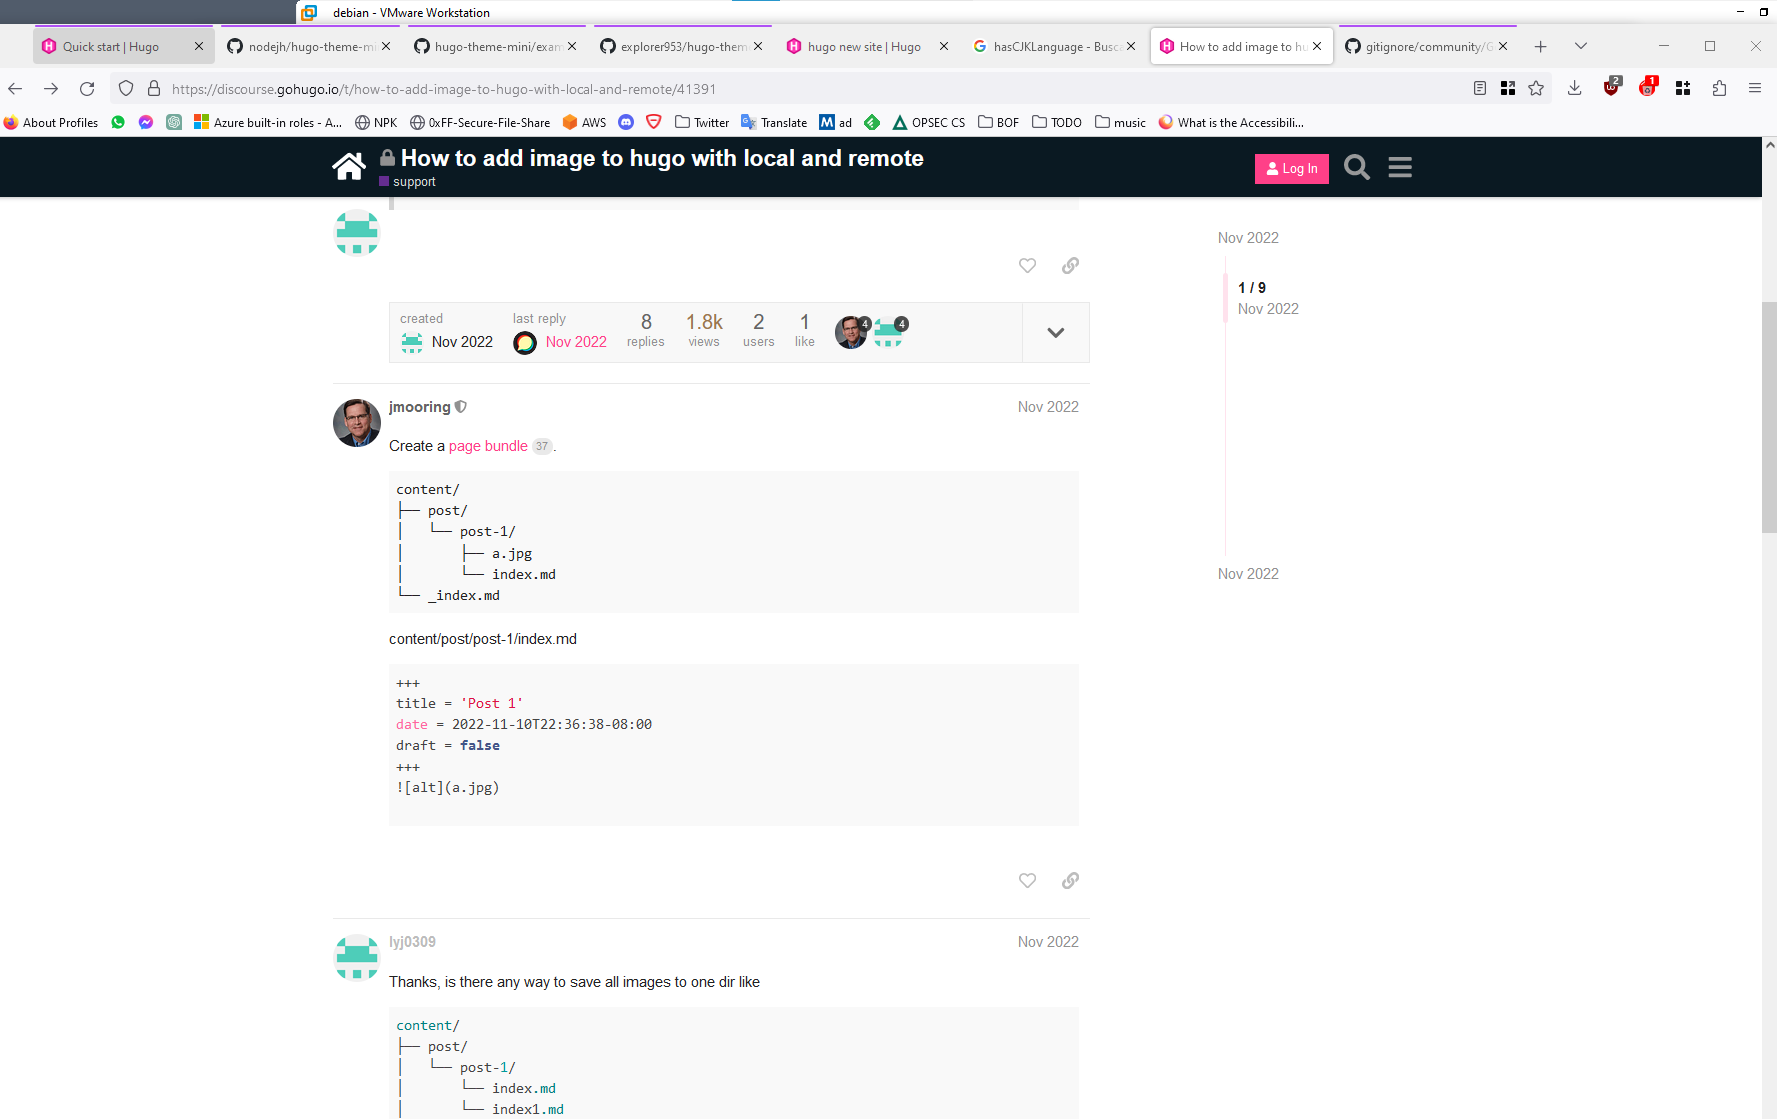 debian - VMware Workstation
Quick start | Hugo
nodejh/hugo-theme-mi
hugo-theme-mini/exam
explorer953/hugo-them
hugo new site | Hugo
hasCJKLanguage - Busca
How to add image to hu
gitignore/community/G
https://discourse.gohugo.io/t/how-to-add-image-to-hugo-with-local-and-remote/41391
2
1
About Profiles
Azure built-in roles - A...
NPK
0xFF-Secure-File-Share
AWS
Twitter
Translate
M ad
OPSEC CS
BOF
TODO
music
What is the Accessibili...
How to add image to hugo with local and remote
support
Log In
Nov 2022
1 / 9
Nov 2022
Nov 2022
created
Nov 2022
last reply
Nov 2022
8
replies
1.8k
views
2
users
1
like
4
4
jmooring
Nov 2022
Create a page bundle 37 .
content/
├── post/
│   └── post-1/
│       ├── a.jpg
│       └── index.md
└── _index.md
content/post/post-1/index.md
+++
title = 'Post 1'
date = 2022-11-10T22:36:38-08:00
draft = false
+++
![alt](a.jpg)
lyj0309
Nov 2022
Thanks, is there any way to save all images to one dir like
content/
├── post/
│   └── post-1/
│       └── index.md
│       └── index1.md